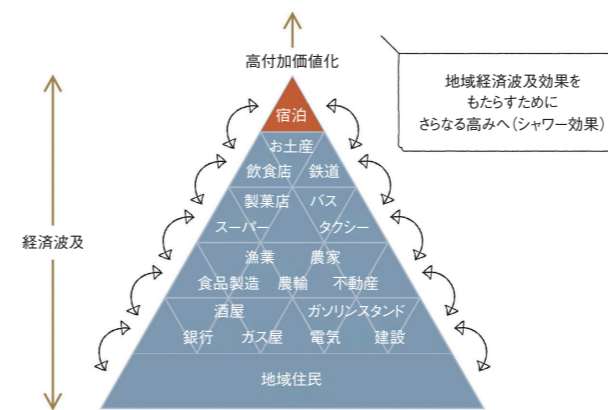 高付加価値化
地域経済波及効果を
もたらすために
さらなる高みへ(シャワー効果)
宿泊
お土産
飲食店 鉄道
製菓店 バス
スーパー タクシー
経済波及
漁業 農家
食品製造 農輸 不動産
酒屋 ガソリンスタンド
銀行 ガス屋 電気 建設
地域住民